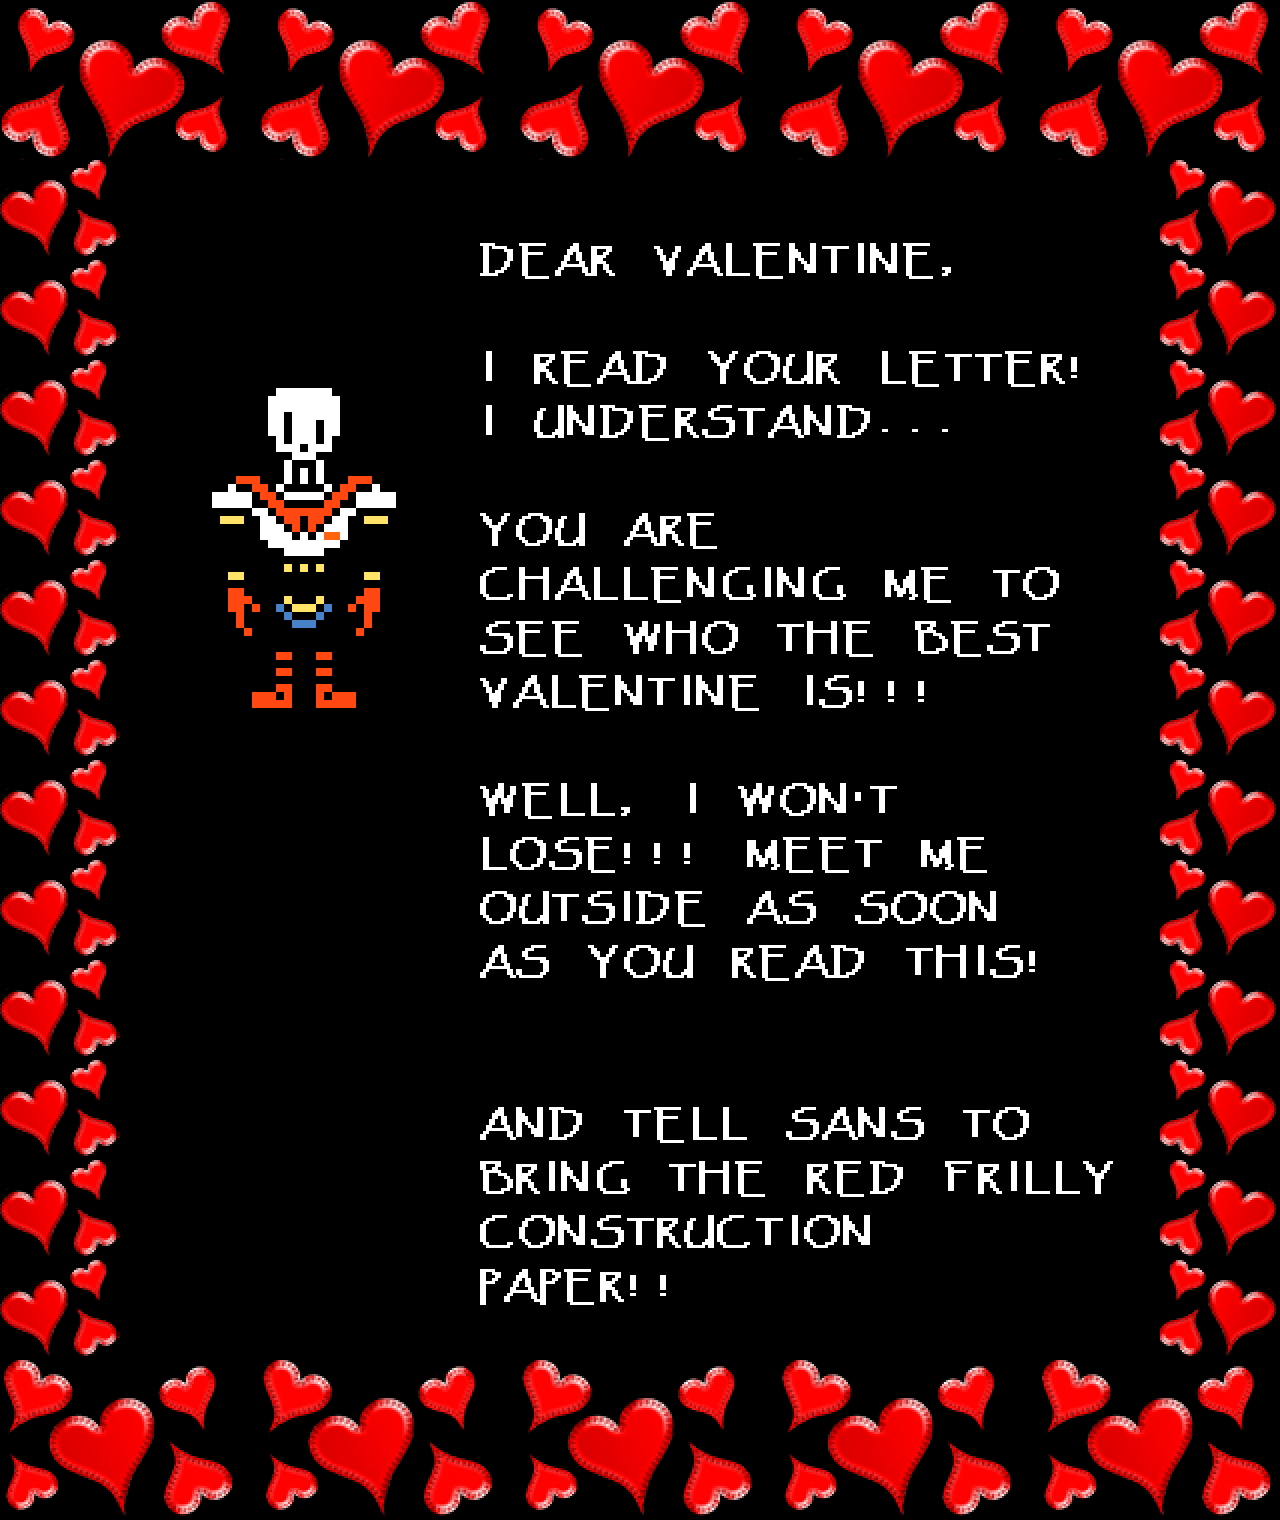 DEAR VALENTINE,
I READ YOUR LETTER!
I UNDERSTAND...
YOU ARE
CHALLENGING ME TO
SEE WHO THE BEST
VALENTINE IS!!!
WELL, I WON'T
LOSE!!! MEET ME
OUTSIDE AS SOON
AS YOU READ THIS!
AND TELL SANS TO
BRING THE RED FRILLY
CONSTRUCTION
PAPER!!